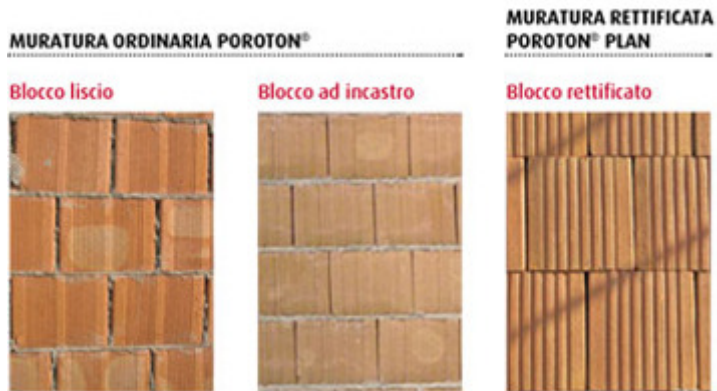 MURATURA ORDINARIA POROTON®
MURATURA RETTIFICATA
POROTON® PLAN
Blocco liscio
Blocco ad incastro
Blocco rettificato